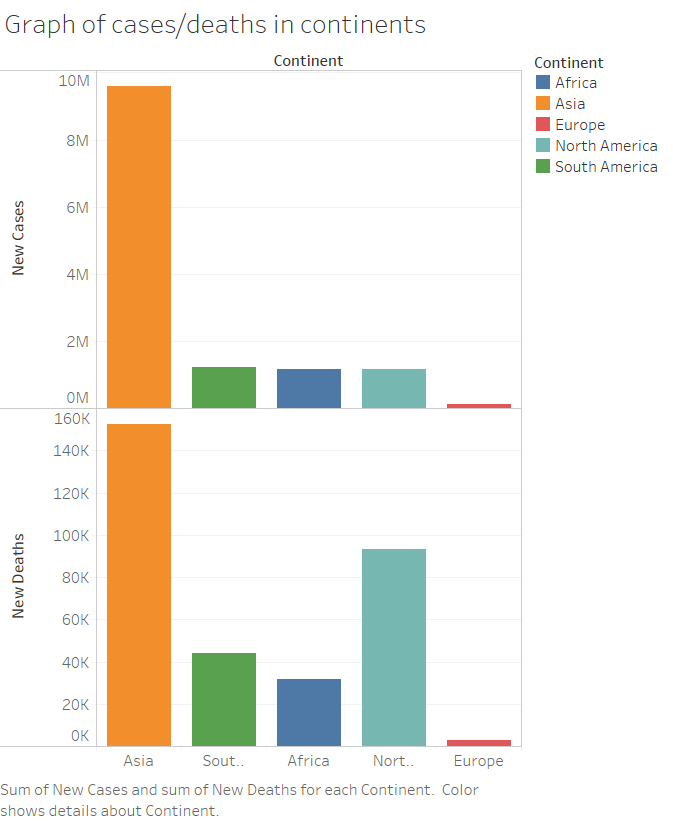 Graph of cases/deaths in continents
Continent
10M
8M
6M
4M
2M
0M
New Cases
160K
140K
120K
100K
80K
60K
40K
20K
0K
New Deaths
Asia Sout.. Africa Nort.. Europe
Continent
Africa
Asia
Europe
North America
South America
Sum of New Cases and sum of New Deaths for each Continent. Color
shows details about Continent.